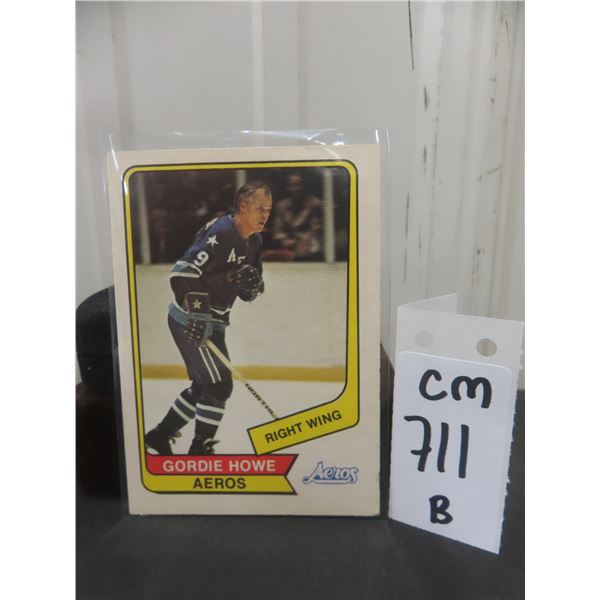 9
A
RIGHT WING
GORDIE HOWE
AEROS
Aeros
CM
711
B